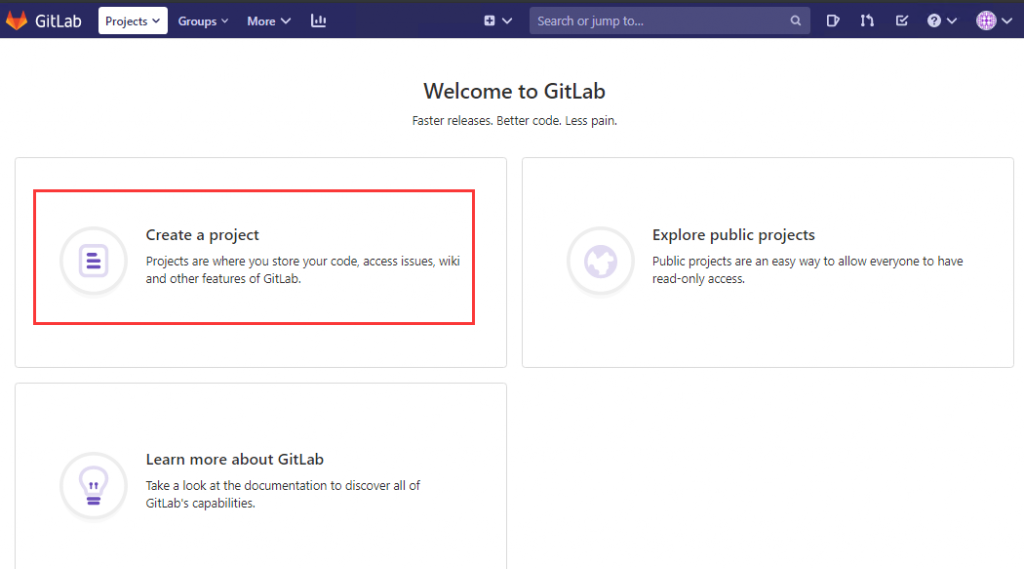 GitLab Projects Groups More Search or jump to...
Welcome to GitLab
Faster releases. Better code. Less pain.
Create a project
Projects are where you store your code, access issues, wiki
and other features of GitLab.
Explore public projects
Public projects are an easy way to allow everyone to have
read-only access.
Learn more about GitLab
Take a look at the documentation to discover all of
GitLab's capabilities.